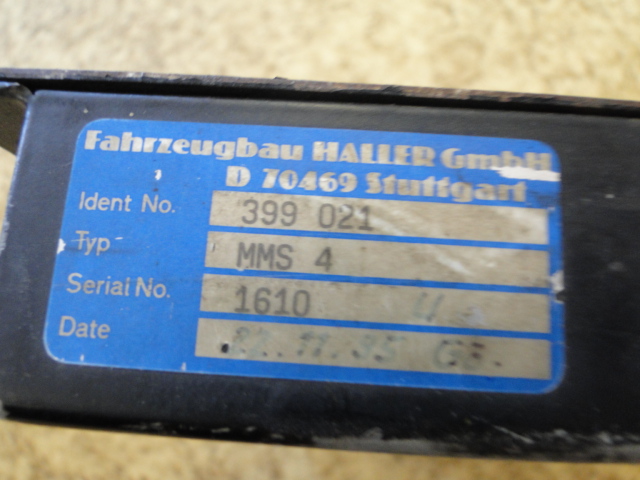 Fahrzeugbau HALLER GmbH
D 70469 Stuttgart
Ident No. 399 021
Typ MMS 4
Serial No. 1610
Date